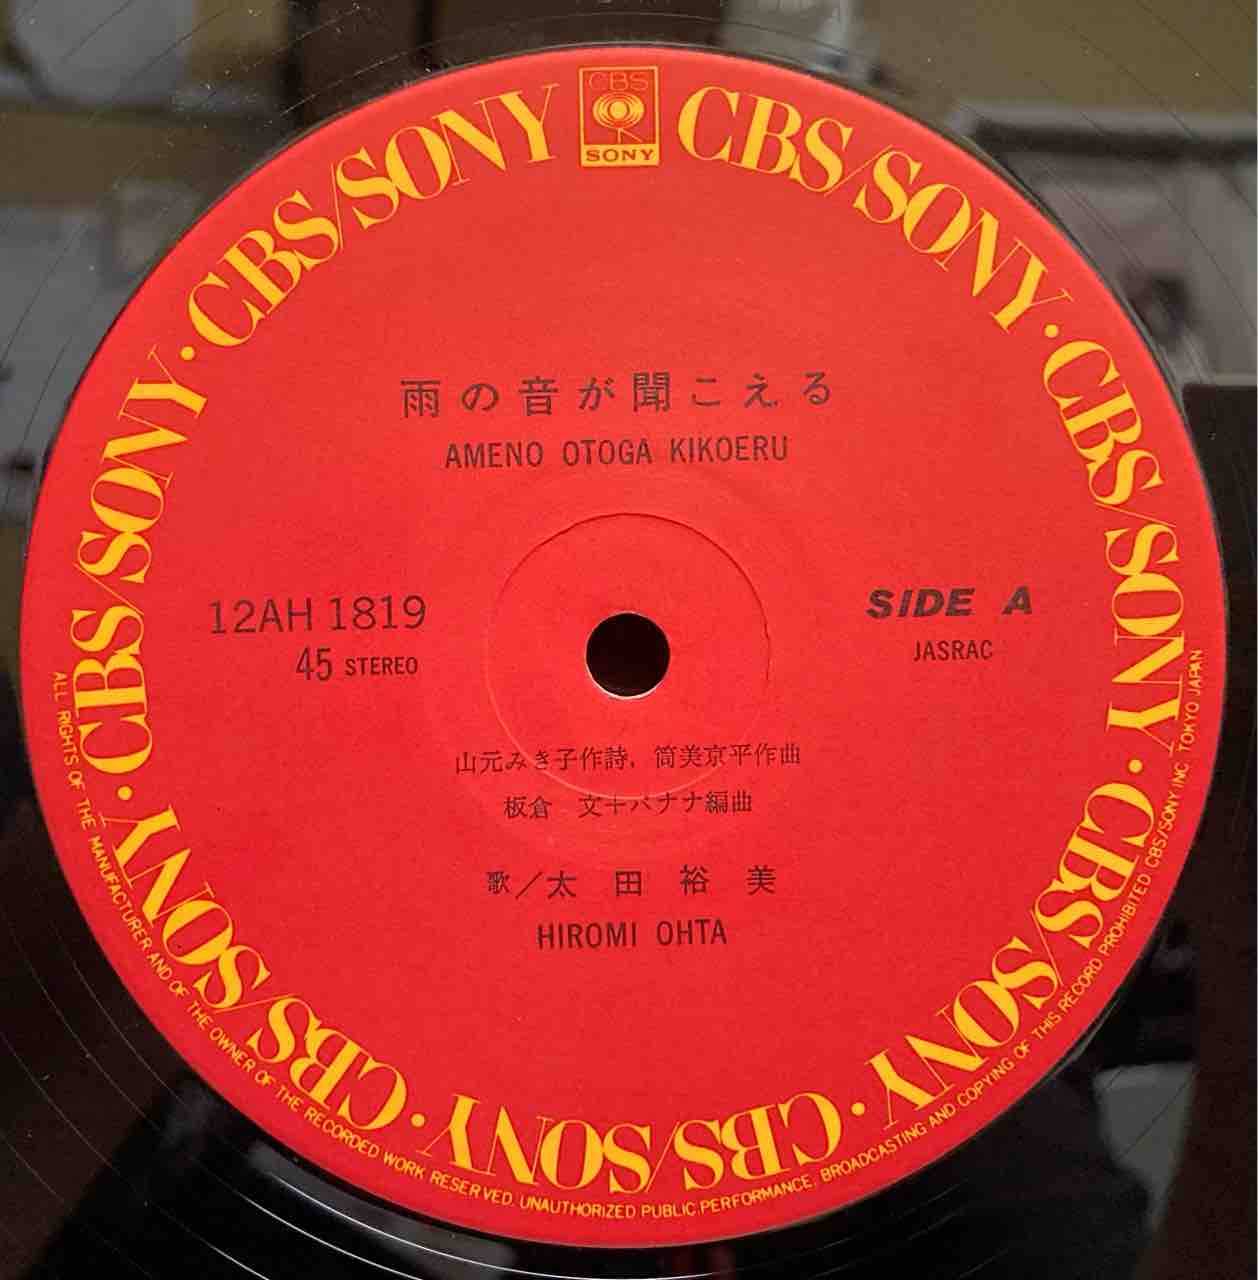 CBS
SONY
CBS/SONY · CBS/SONY · CBS/SONY · CBS/SONY · CBS/SONY · CBS/SONY · CBS/SONY · CBS/SONY
雨の音が聞こえる
AMENO OTOGA KIKOERU
12AH 1819
45 STEREO
SIDE A
JASRAC
山元みき子作詩, 筒美京平作曲
板倉 文+バナナ編曲
歌/太田裕美
HIROMI OHTA
ALL RIGHTS OF THE MANUFACTURER AND OF THE OWNER OF THE RECORDED WORK RESERVED. UNAUTHORIZED PUBLIC PERFORMANCE, BROADCASTING AND COPYING OF THIS RECORD PROHIBITED CBS/SONY INC. TOKYO JAPAN